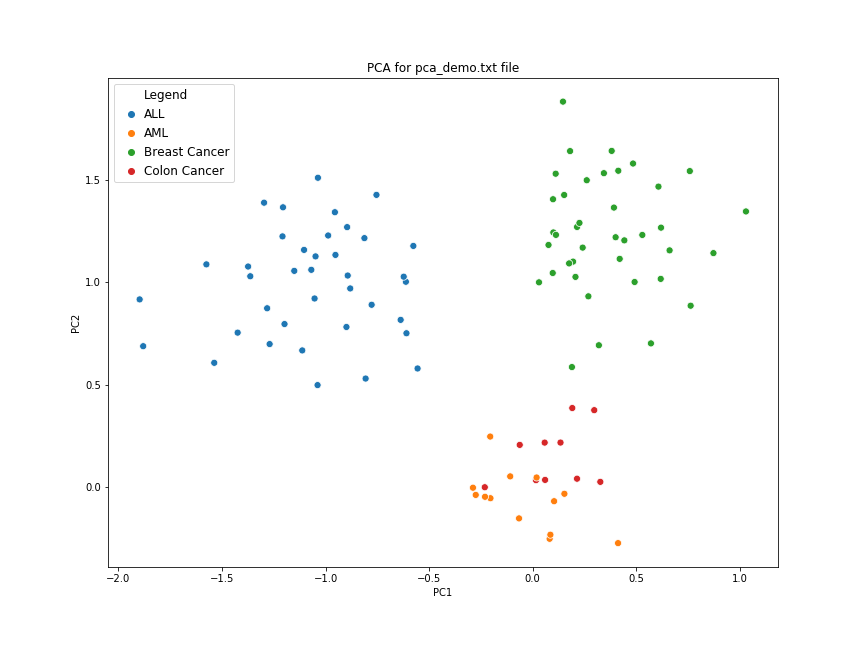 PCA for pca_demo.txt file
Legend
ALL
AML
Breast Cancer
Colon Cancer
PC2
1.5
1.0
0.5
0.0
−2.0 −1.5 −1.0 −0.5 0.0 0.5 1.0
PC1